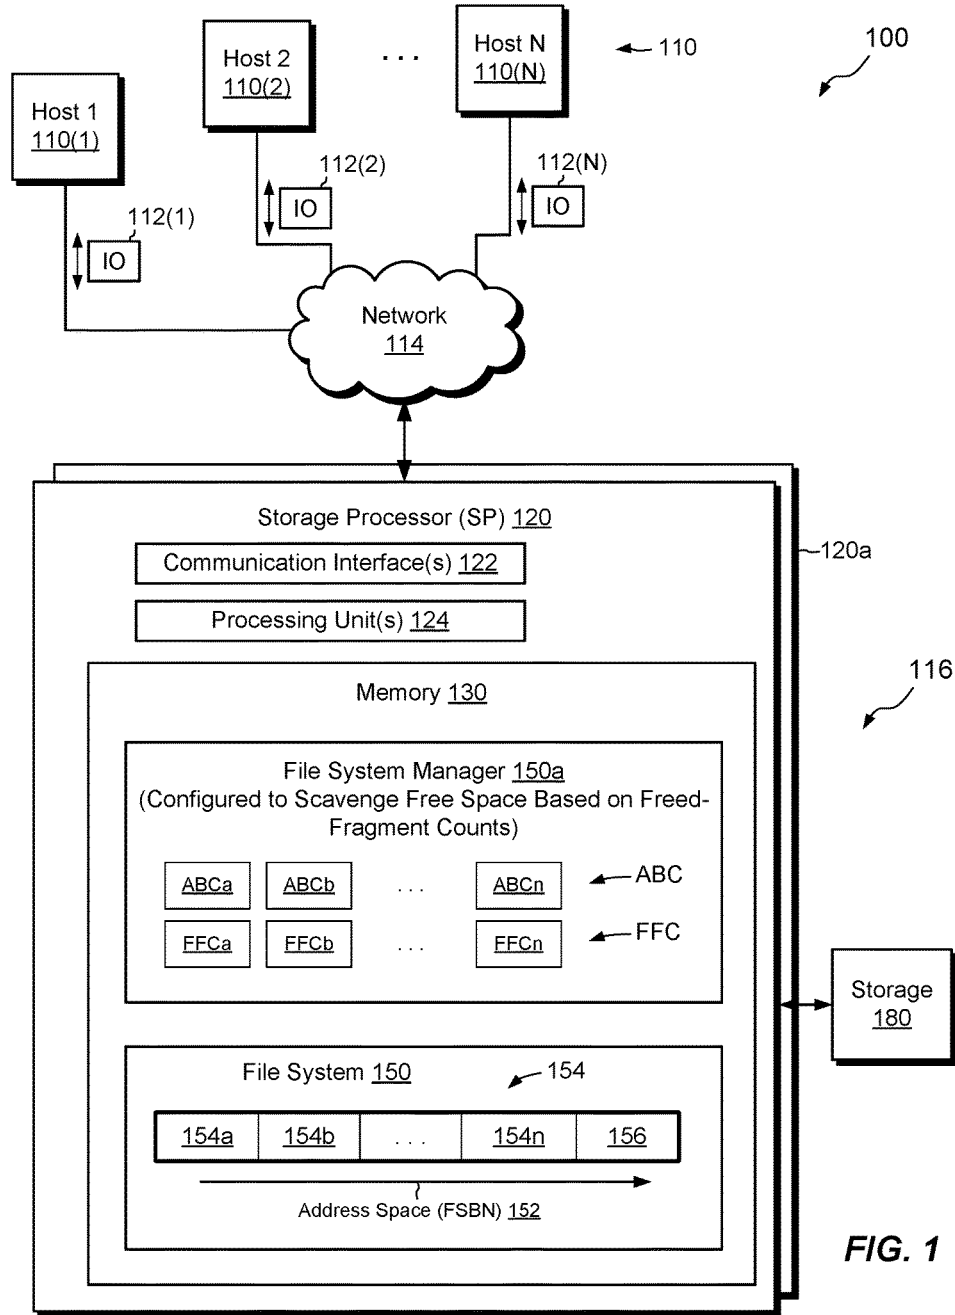 Host 1
110(1)
Host 2
110(2)
. . .
Host N
110(N)
110
100
112(1)
IO
112(2)
IO
112(N)
IO
Network
114
Storage Processor (SP) 120
120a
Communication Interface(s) 122
Processing Unit(s) 124
116
Memory 130
File System Manager 150a
(Configured to Scavenge Free Space Based on Freed-
Fragment Counts)
ABCa ABCb . . . ABCn ABC
FFCa FFCb . . . FFCn FFC
Storage
180
File System 150
154
154a 154b . . . 154n 156
Address Space (FSBN) 152
FIG. 1